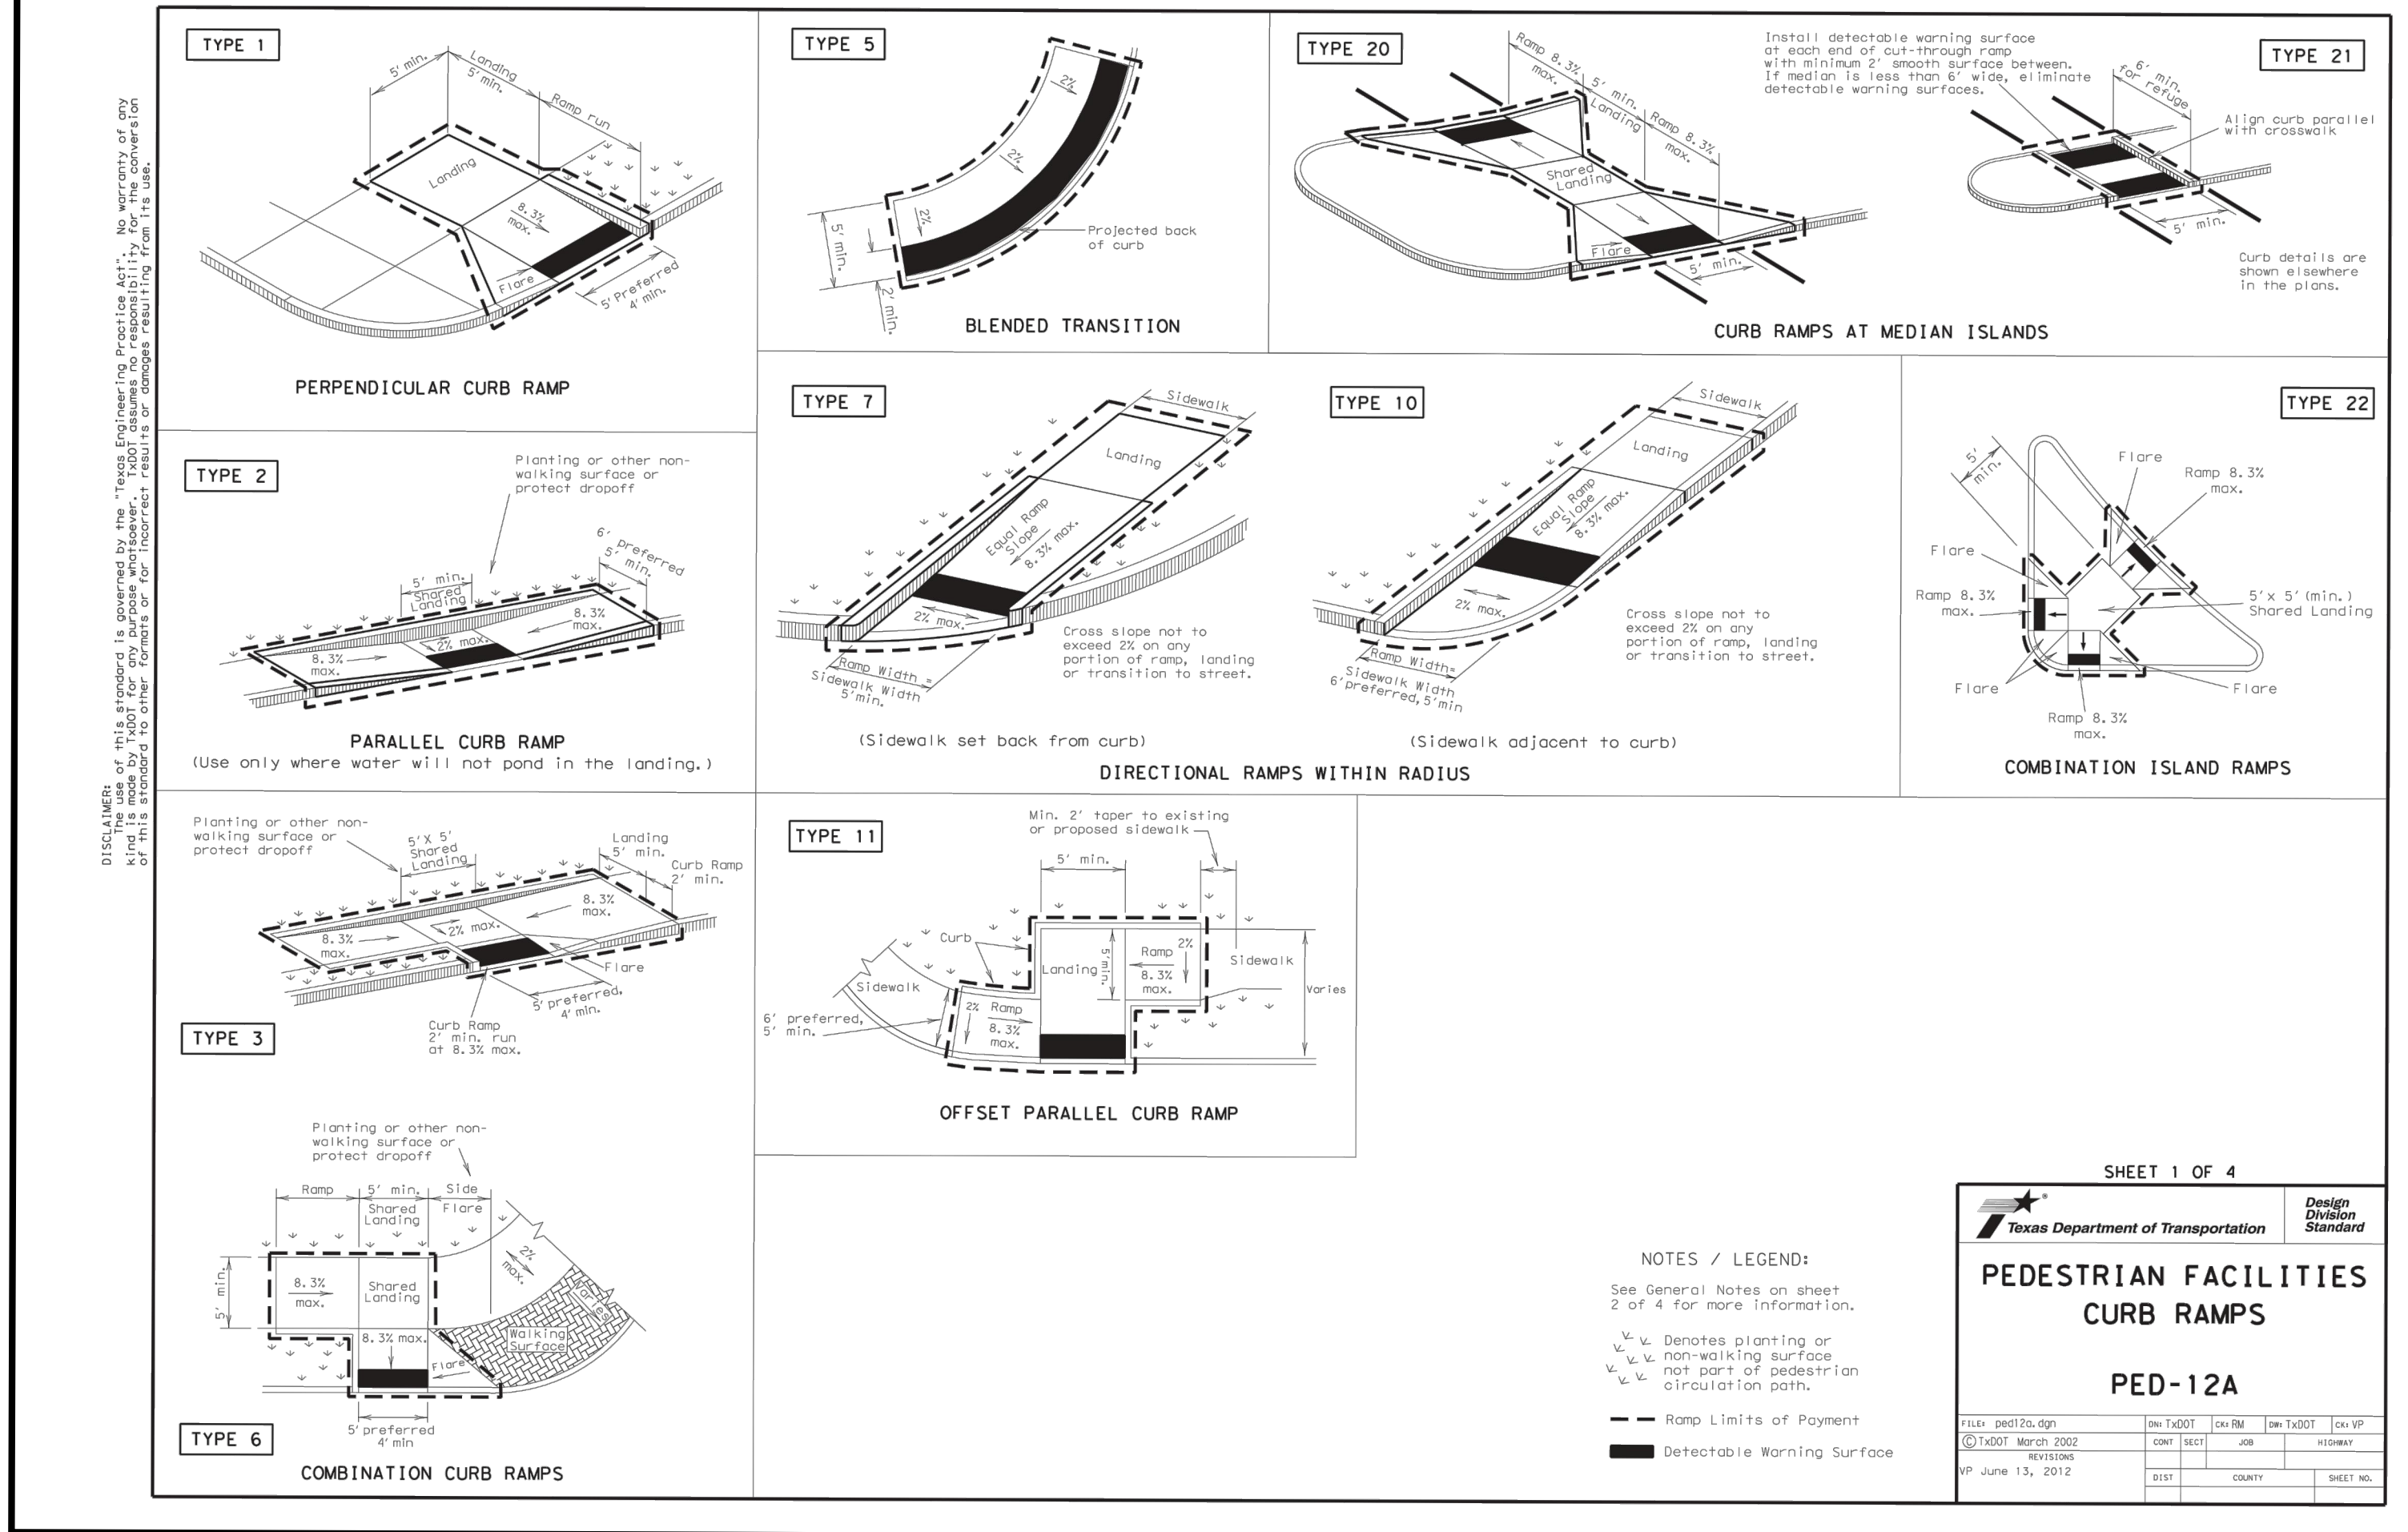 DISCLAIMER:
The use of this standard is governed by the "Texas Engineering Practice Act". No warranty of any
kind is made by TxDOT for any purpose whatsoever. TxDOT assumes no responsibility for the conversion
of this standard to other formats or for incorrect results or damages resulting from its use.
TYPE 1
5' min.
Landing
5' min.
Ramp run
Landing
8.3%
max.
Flare
5' Preferred
4' min.
PERPENDICULAR CURB RAMP
TYPE 5
2%
2%
2%
5' min.
2' min.
Projected back
of curb
BLENDED TRANSITION
TYPE 20
Ramp 8.3%
max.
5' min.
Landing
Ramp 8.3%
max.
Shared
Landing
Flare
5' min.
Install detectable warning surface
at each end of cut-through ramp
with minimum 2' smooth surface between.
If median is less than 6' wide, eliminate
detectable warning surfaces.
TYPE 21
6' min.
for refuge
Align curb parallel
with crosswalk
5' min.
Curb details are
shown elsewhere
in the plans.
CURB RAMPS AT MEDIAN ISLANDS
TYPE 2
Planting or other non-
walking surface or
protect dropoff
6' preferred
5' min.
5' min.
Shared
Landing
8.3%
max.
2% max.
8.3%
max.
PARALLEL CURB RAMP
(Use only where water will not pond in the landing.)
TYPE 7
Sidewalk
Landing
Equal Ramp
Slope
8.3% max.
2% max.
Ramp Width =
Sidewalk Width
5'min.
Cross slope not to
exceed 2% on any
portion of ramp, landing
or transition to street.
(Sidewalk set back from curb)
TYPE 10
Sidewalk
Landing
Equal Ramp
Slope
8.3% max.
2% max.
Ramp Width=
Sidewalk Width
6'preferred,5'min
Cross slope not to
exceed 2% on any
portion of ramp, landing
or transition to street.
(Sidewalk adjacent to curb)
DIRECTIONAL RAMPS WITHIN RADIUS
TYPE 22
5'
min.
Flare
Ramp 8.3%
max.
Flare
Ramp 8.3%
max.
5'x 5'(min.)
Shared Landing
Flare
Flare
Ramp 8.3%
max.
COMBINATION ISLAND RAMPS
Planting or other non-
walking surface or
protect dropoff
5'X 5'
Shared
Landing
Landing
5' min.
Curb Ramp
2' min.
8.3%
max.
2% max.
8.3%
max.
Flare
5' preferred,
4' min.
Curb Ramp
2' min. run
at 8.3% max.
TYPE 3
TYPE 11
Min. 2' taper to existing
or proposed sidewalk
5' min.
Curb
Landing
5'min.
Ramp
2%
8.3%
max.
Sidewalk
Varies
Sidewalk
6' preferred,
5' min.
2%
Ramp
8.3%
max.
OFFSET PARALLEL CURB RAMP
Planting or other non-
walking surface or
protect dropoff
Ramp
5' min.
Side
Shared
Landing
Flare
2%
max.
5' min.
8.3%
max.
Shared
Landing
Varies
8.3% max.
Walking
Surface
Flare
5'preferred
4'min
TYPE 6
COMBINATION CURB RAMPS
NOTES / LEGEND:
See General Notes on sheet
2 of 4 for more information.
Denotes planting or
non-walking surface
not part of pedestrian
circulation path.
Ramp Limits of Payment
Detectable Warning Surface
SHEET 1 OF 4
®
Texas Department of Transportation
Design
Division
Standard
PEDESTRIAN FACILITIES
CURB RAMPS
PED-12A
FILE: ped12a.dgn
DN: TxDOT
CK: RM
DW: TxDOT
CK: VP
© TxDOT March 2002
CONT
SECT
JOB
HIGHWAY
REVISIONS
VP June 13, 2012
DIST
COUNTY
SHEET NO.